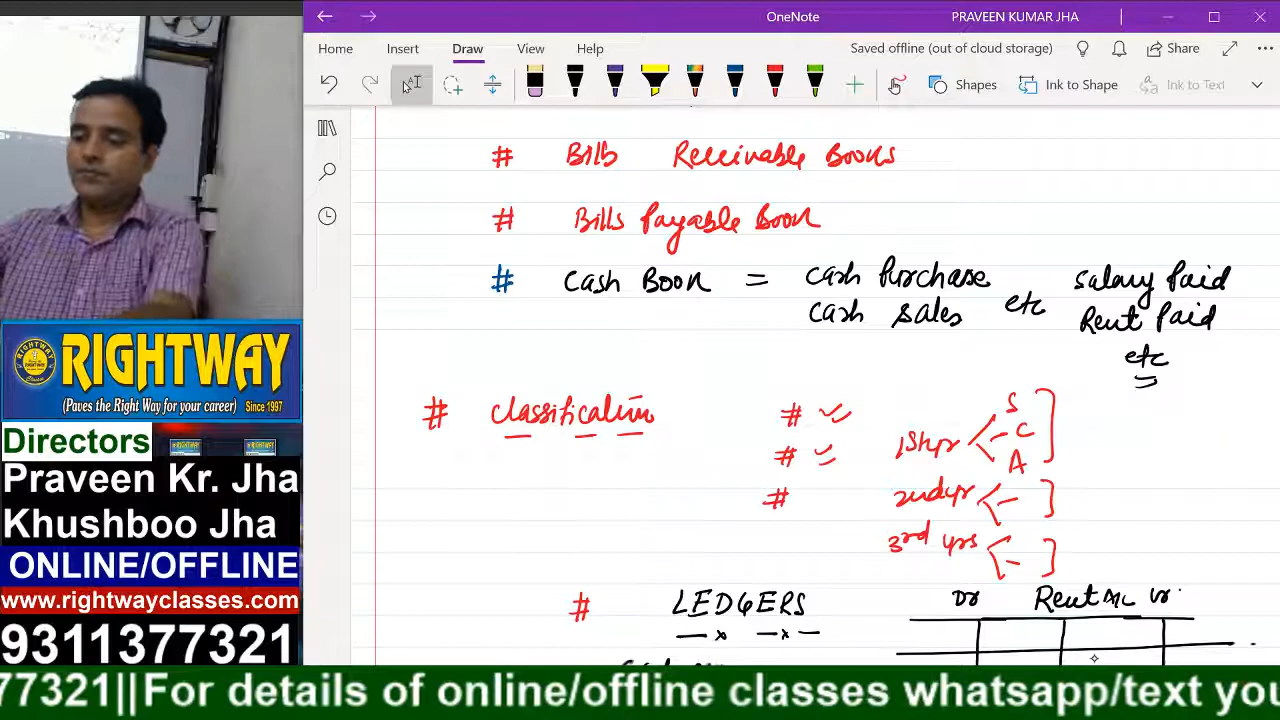 OneNote
PRAVEEN KUMAR JHA
Home Insert Draw View Help
Saved offline (out of cloud storage)
Share
Shapes
Ink to Shape
Ink to Text
# Bills Receivable Books
# Bills Payable Book
# Cash Book = Cash Purchase
Cash Sales etc
Salary Paid
Rent Paid
etc
# Classification
#
#
#
1st yr
S
C
A
2nd yr
3rd yrs
# LEDGERS
Dr Rent A/c Cr.
RIGHTWAY
(Paves the Right Way for your career) Since 1997
Directors
Praveen Kr. Jha
Khushboo Jha
ONLINE/OFFLINE
www.rightwayclasses.com
9311377321
77321||For details of online/offline classes whatsapp/text you